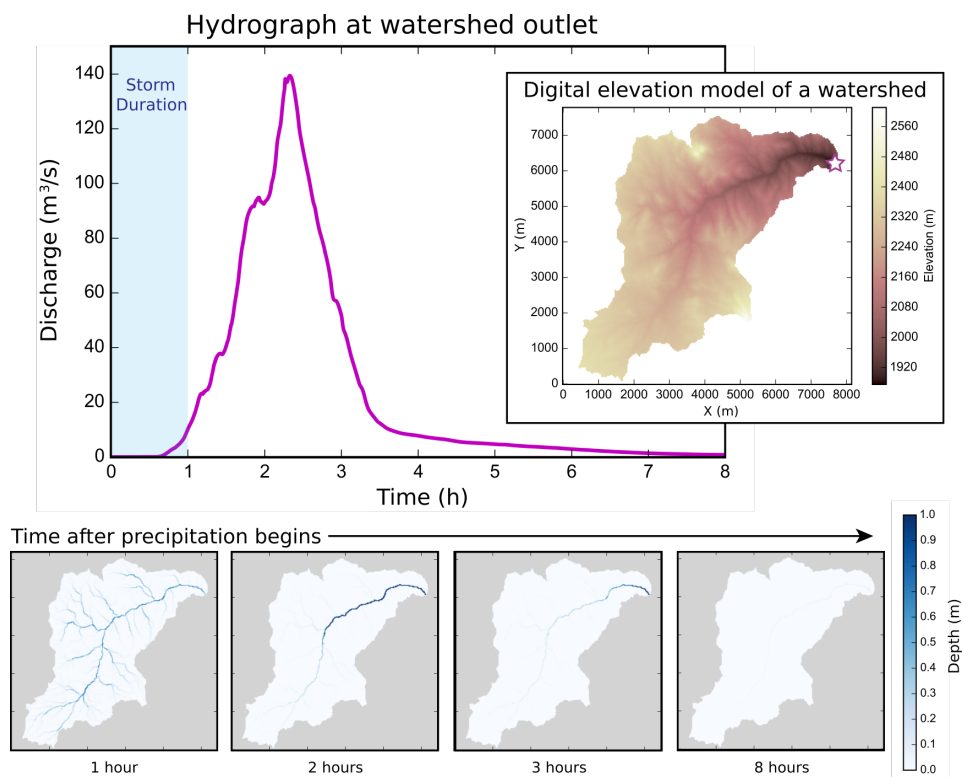 Hydrograph at watershed outlet
140
120
100
80
60
40
20
0
Discharge (m³/s)
Storm
Duration
0 1 2 3 4 5 6 7 8
Time (h)
Digital elevation model of a watershed
7000
6000
5000
4000
3000
2000
1000
0
Y (m)
0 1000 2000 3000 4000 5000 6000 7000 8000
X (m)
2560
2480
2400
2320
2240
2160
2080
2000
1920
Elevation (m)
Time after precipitation begins
1 hour
2 hours
3 hours
8 hours
1.0
0.9
0.8
0.7
0.6
0.5
0.4
0.3
0.2
0.1
0.0
Depth (m)